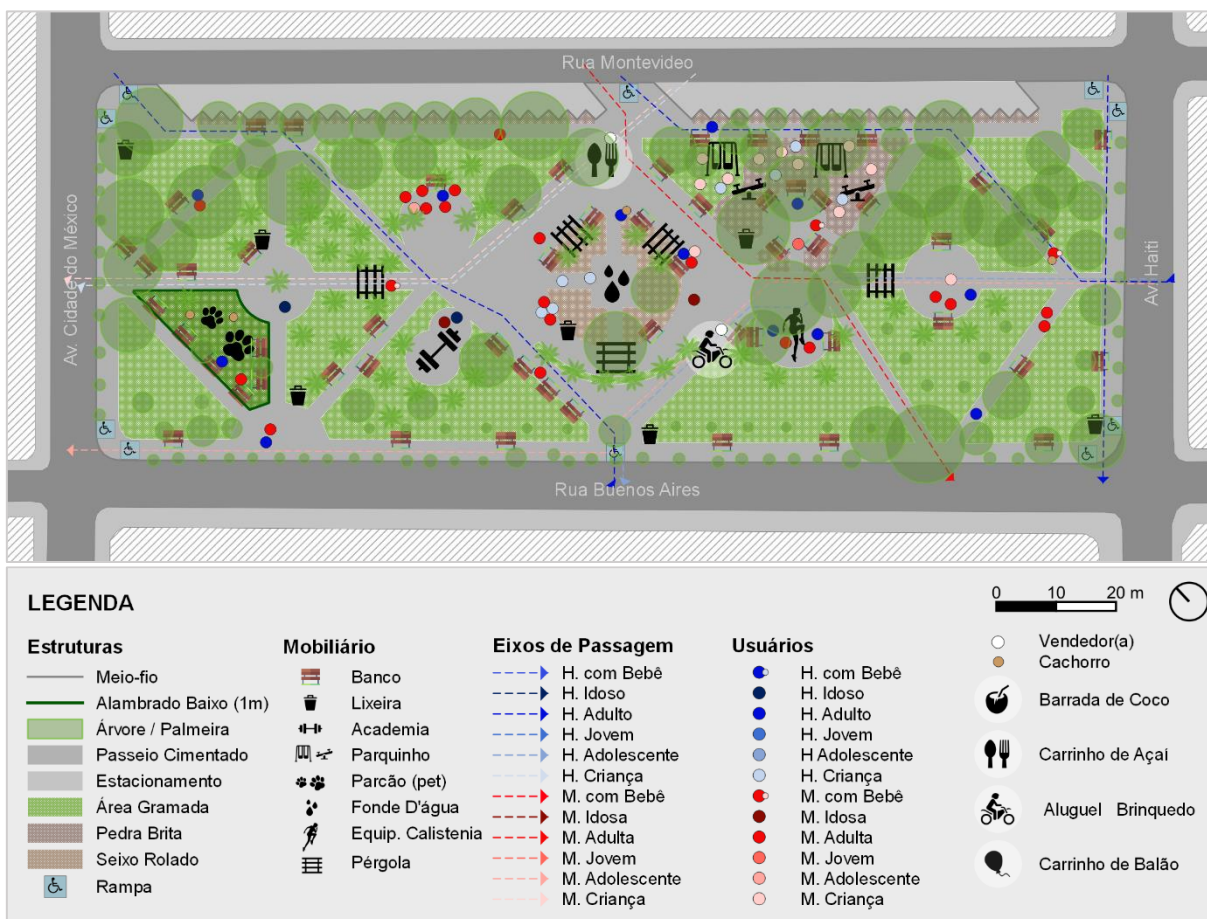 Rua Montevideo
Av. Cidade do México
Av. Haiti
Rua Buenos Aires
LEGENDA
0 10 20 m
Estruturas
Meio-fio
Alambrado Baixo (1m)
Árvore / Palmeira
Passeio Cimentado
Estacionamento
Área Gramada
Pedra Brita
Seixo Rolado
Rampa
Mobiliário
Banco
Lixeira
Academia
Parquinho
Parcão (pet)
Fonde D'água
Equip. Calistenia
Pérgola
Eixos de Passagem
H. com Bebê
H. Idoso
H. Adulto
H. Jovem
H. Adolescente
H. Criança
M. com Bebê
M. Idosa
M. Adulta
M. Jovem
M. Adolescente
M. Criança
Usuários
H. com Bebê
H. Idoso
H. Adulto
H. Jovem
H Adolescente
H. Criança
M. com Bebê
M. Idosa
M. Adulta
M. Jovem
M. Adolescente
M. Criança
Vendedor(a)
Cachorro
Barrada de Coco
Carrinho de Açaí
Aluguel Brinquedo
Carrinho de Balão